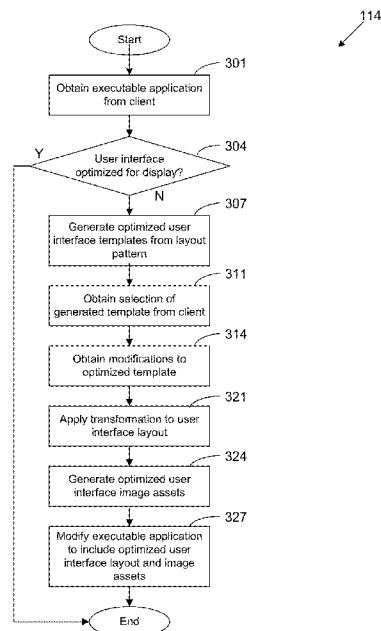 114
Start
301
Obtain executable application
from client
304
Y
User interface
optimized for display?
N
307
Generate optimized user
interface templates from layout
pattern
311
Obtain selection of
generated template from client
314
Obtain modifications to
optimized template
321
Apply transformation to user
interface layout
324
Generate optimized user
interface image assets
327
Modify executable application
to include optimized user
interface layout and image
assets
End